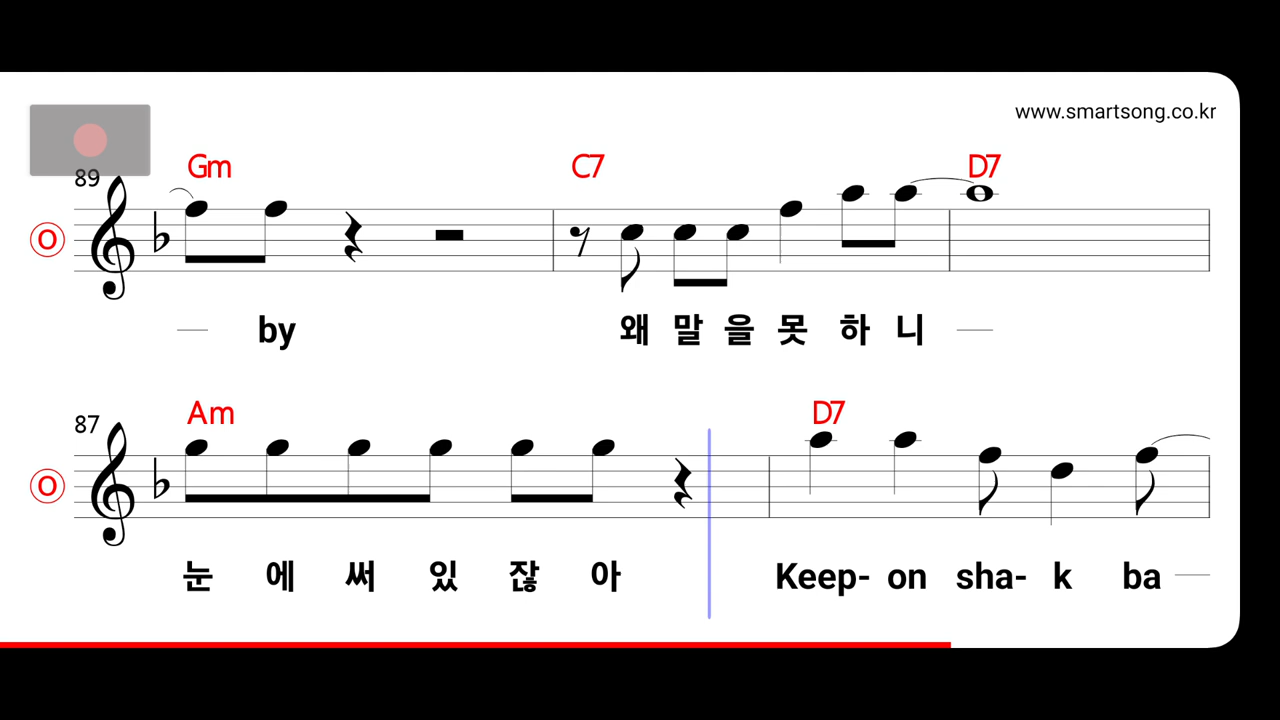 www.smartsong.co.kr
Gm C7 D7
89
O
by 왜 말 을 못 하 니
Am D7
87
O
눈 에 써 있 잖 아 Keep- on sha- k ba